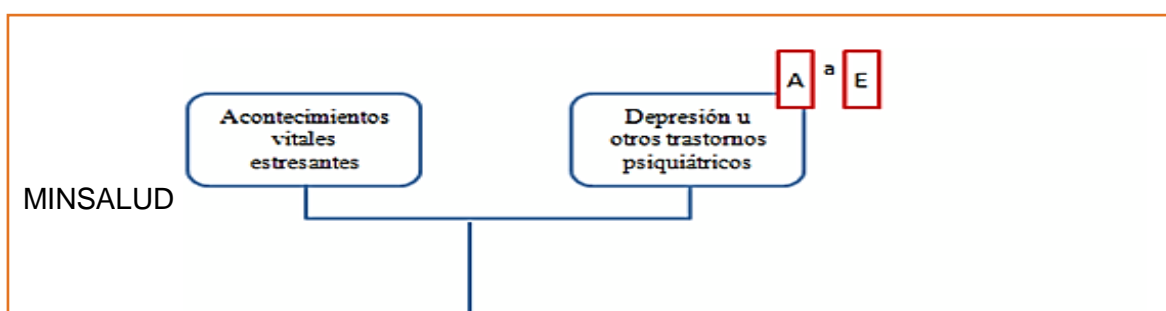 A a E
Acontecimientos
vitales
estresantes
Depresión u
otros trastornos
psiquiátricos
MINSALUD